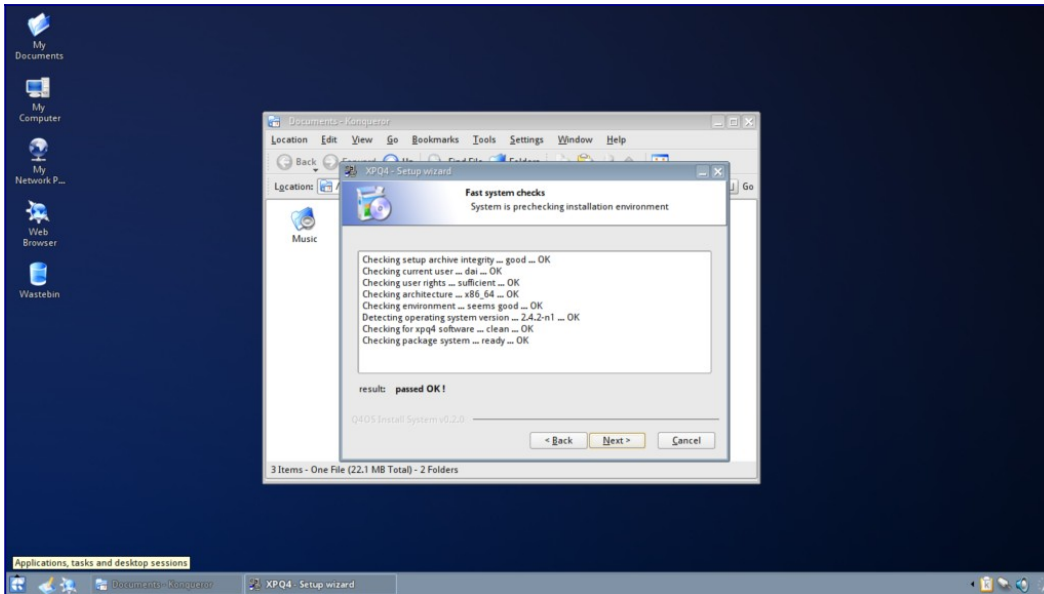 My
Documents
My
Computer
My
Network P...
Web
Browser
Wastebin
Documents - Konqueror
Location Edit View Go Bookmarks Tools Settings Window Help
Back
Location:
Go
Music
XPQ4 - Setup wizard
Fast system checks
System is prechecking installation environment
Checking setup archive integrity ... good ... OK
Checking current user ... dai ... OK
Checking user rights ... sufficient ... OK
Checking architecture ... x86_64 ... OK
Checking environment ... seems good ... OK
Detecting operating system version ... 2.4.2-n1 ... OK
Checking for xpq4 software ... clean ... OK
Checking package system ... ready ... OK
result: passed OK !
Q4OS Install System v0.2.0
< Back Next > Cancel
3 Items - One File (22.1 MB Total) - 2 Folders
Applications, tasks and desktop sessions
Documents - Konqueror XPQ4 - Setup wizard